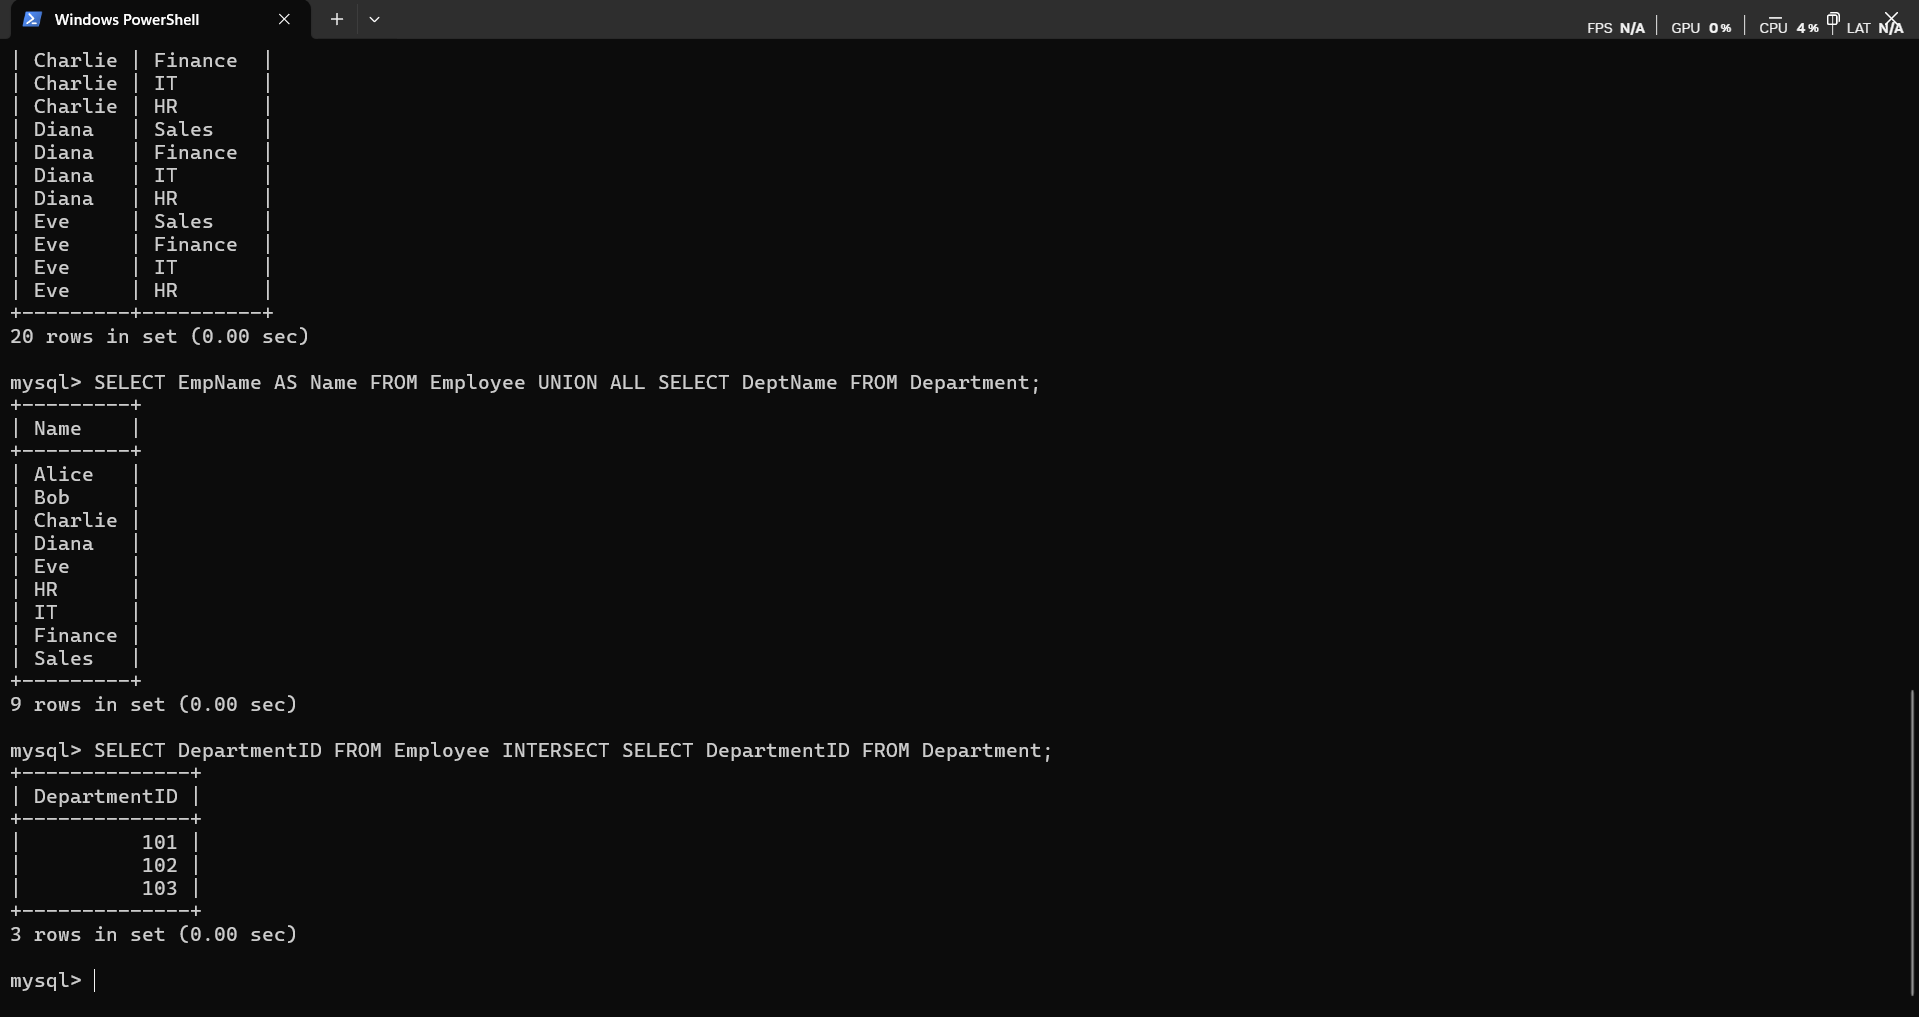 Windows PowerShell
FPS N/A | GPU 0% | CPU 4% | LAT N/A
| Charlie | Finance  |
| Charlie | IT       |
| Charlie | HR       |
| Diana   | Sales    |
| Diana   | Finance  |
| Diana   | IT       |
| Diana   | HR       |
| Eve     | Sales    |
| Eve     | Finance  |
| Eve     | IT       |
| Eve     | HR       |
+---------+----------+
20 rows in set (0.00 sec)

mysql> SELECT EmpName AS Name FROM Employee UNION ALL SELECT DeptName FROM Department;
+---------+
| Name    |
+---------+
| Alice   |
| Bob     |
| Charlie |
| Diana   |
| Eve     |
| HR      |
| IT      |
| Finance |
| Sales   |
+---------+
9 rows in set (0.00 sec)

mysql> SELECT DepartmentID FROM Employee INTERSECT SELECT DepartmentID FROM Department;
+--------------+
| DepartmentID |
+--------------+
|          101 |
|          102 |
|          103 |
+--------------+
3 rows in set (0.00 sec)

mysql>